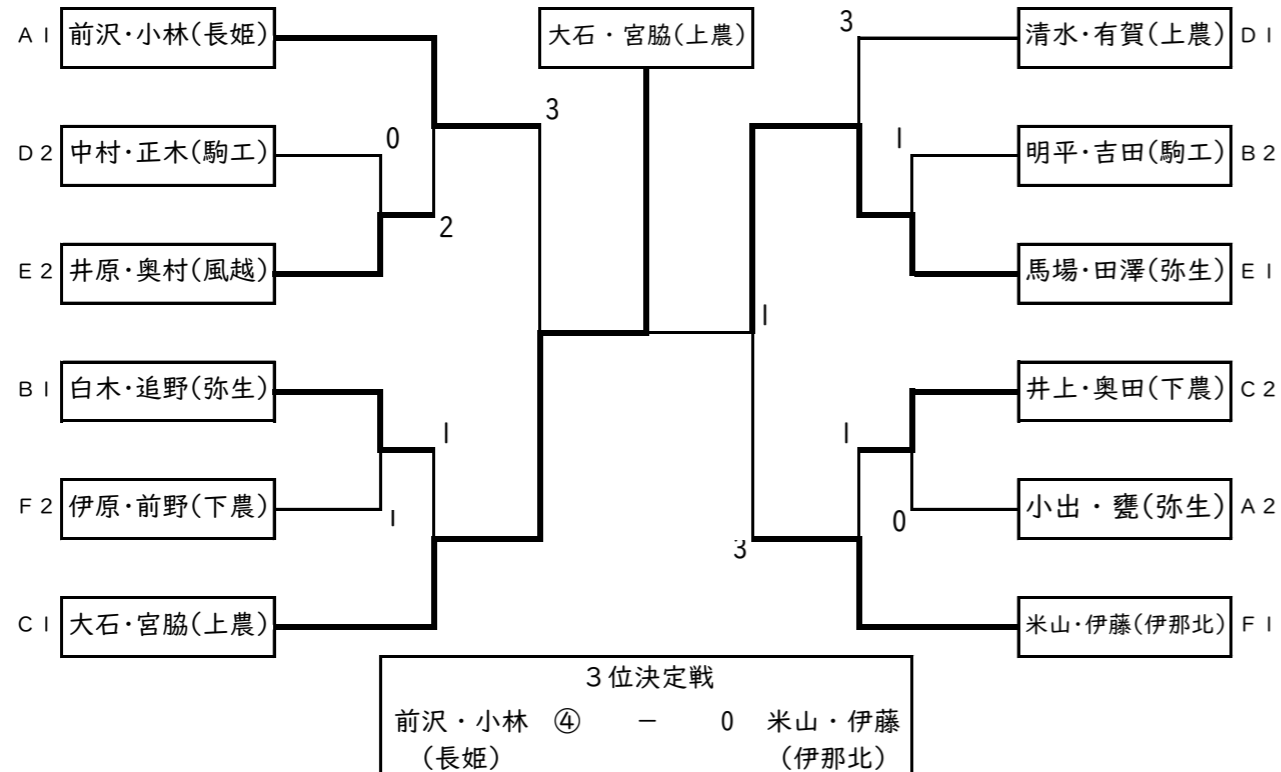 A1 前沢・小林(長姫)
大石・宮脇(上農)
3
清水・有賀(上農) D1
3
0
1
D2 中村・正木(駒工)
明平・吉田(駒工) B2
2
E2 井原・奥村(風越)
馬場・田澤(弥生) E1
1
B1 白木・追野(弥生)
井上・奥田(下農) C2
1
1
F2 伊原・前野(下農)
小出・甕(弥生) A2
1
0
3
C1 大石・宮脇(上農)
米山・伊藤(伊那北) F1
3位決定戦
前沢・小林 ④ − 0 米山・伊藤
(長姫) (伊那北)